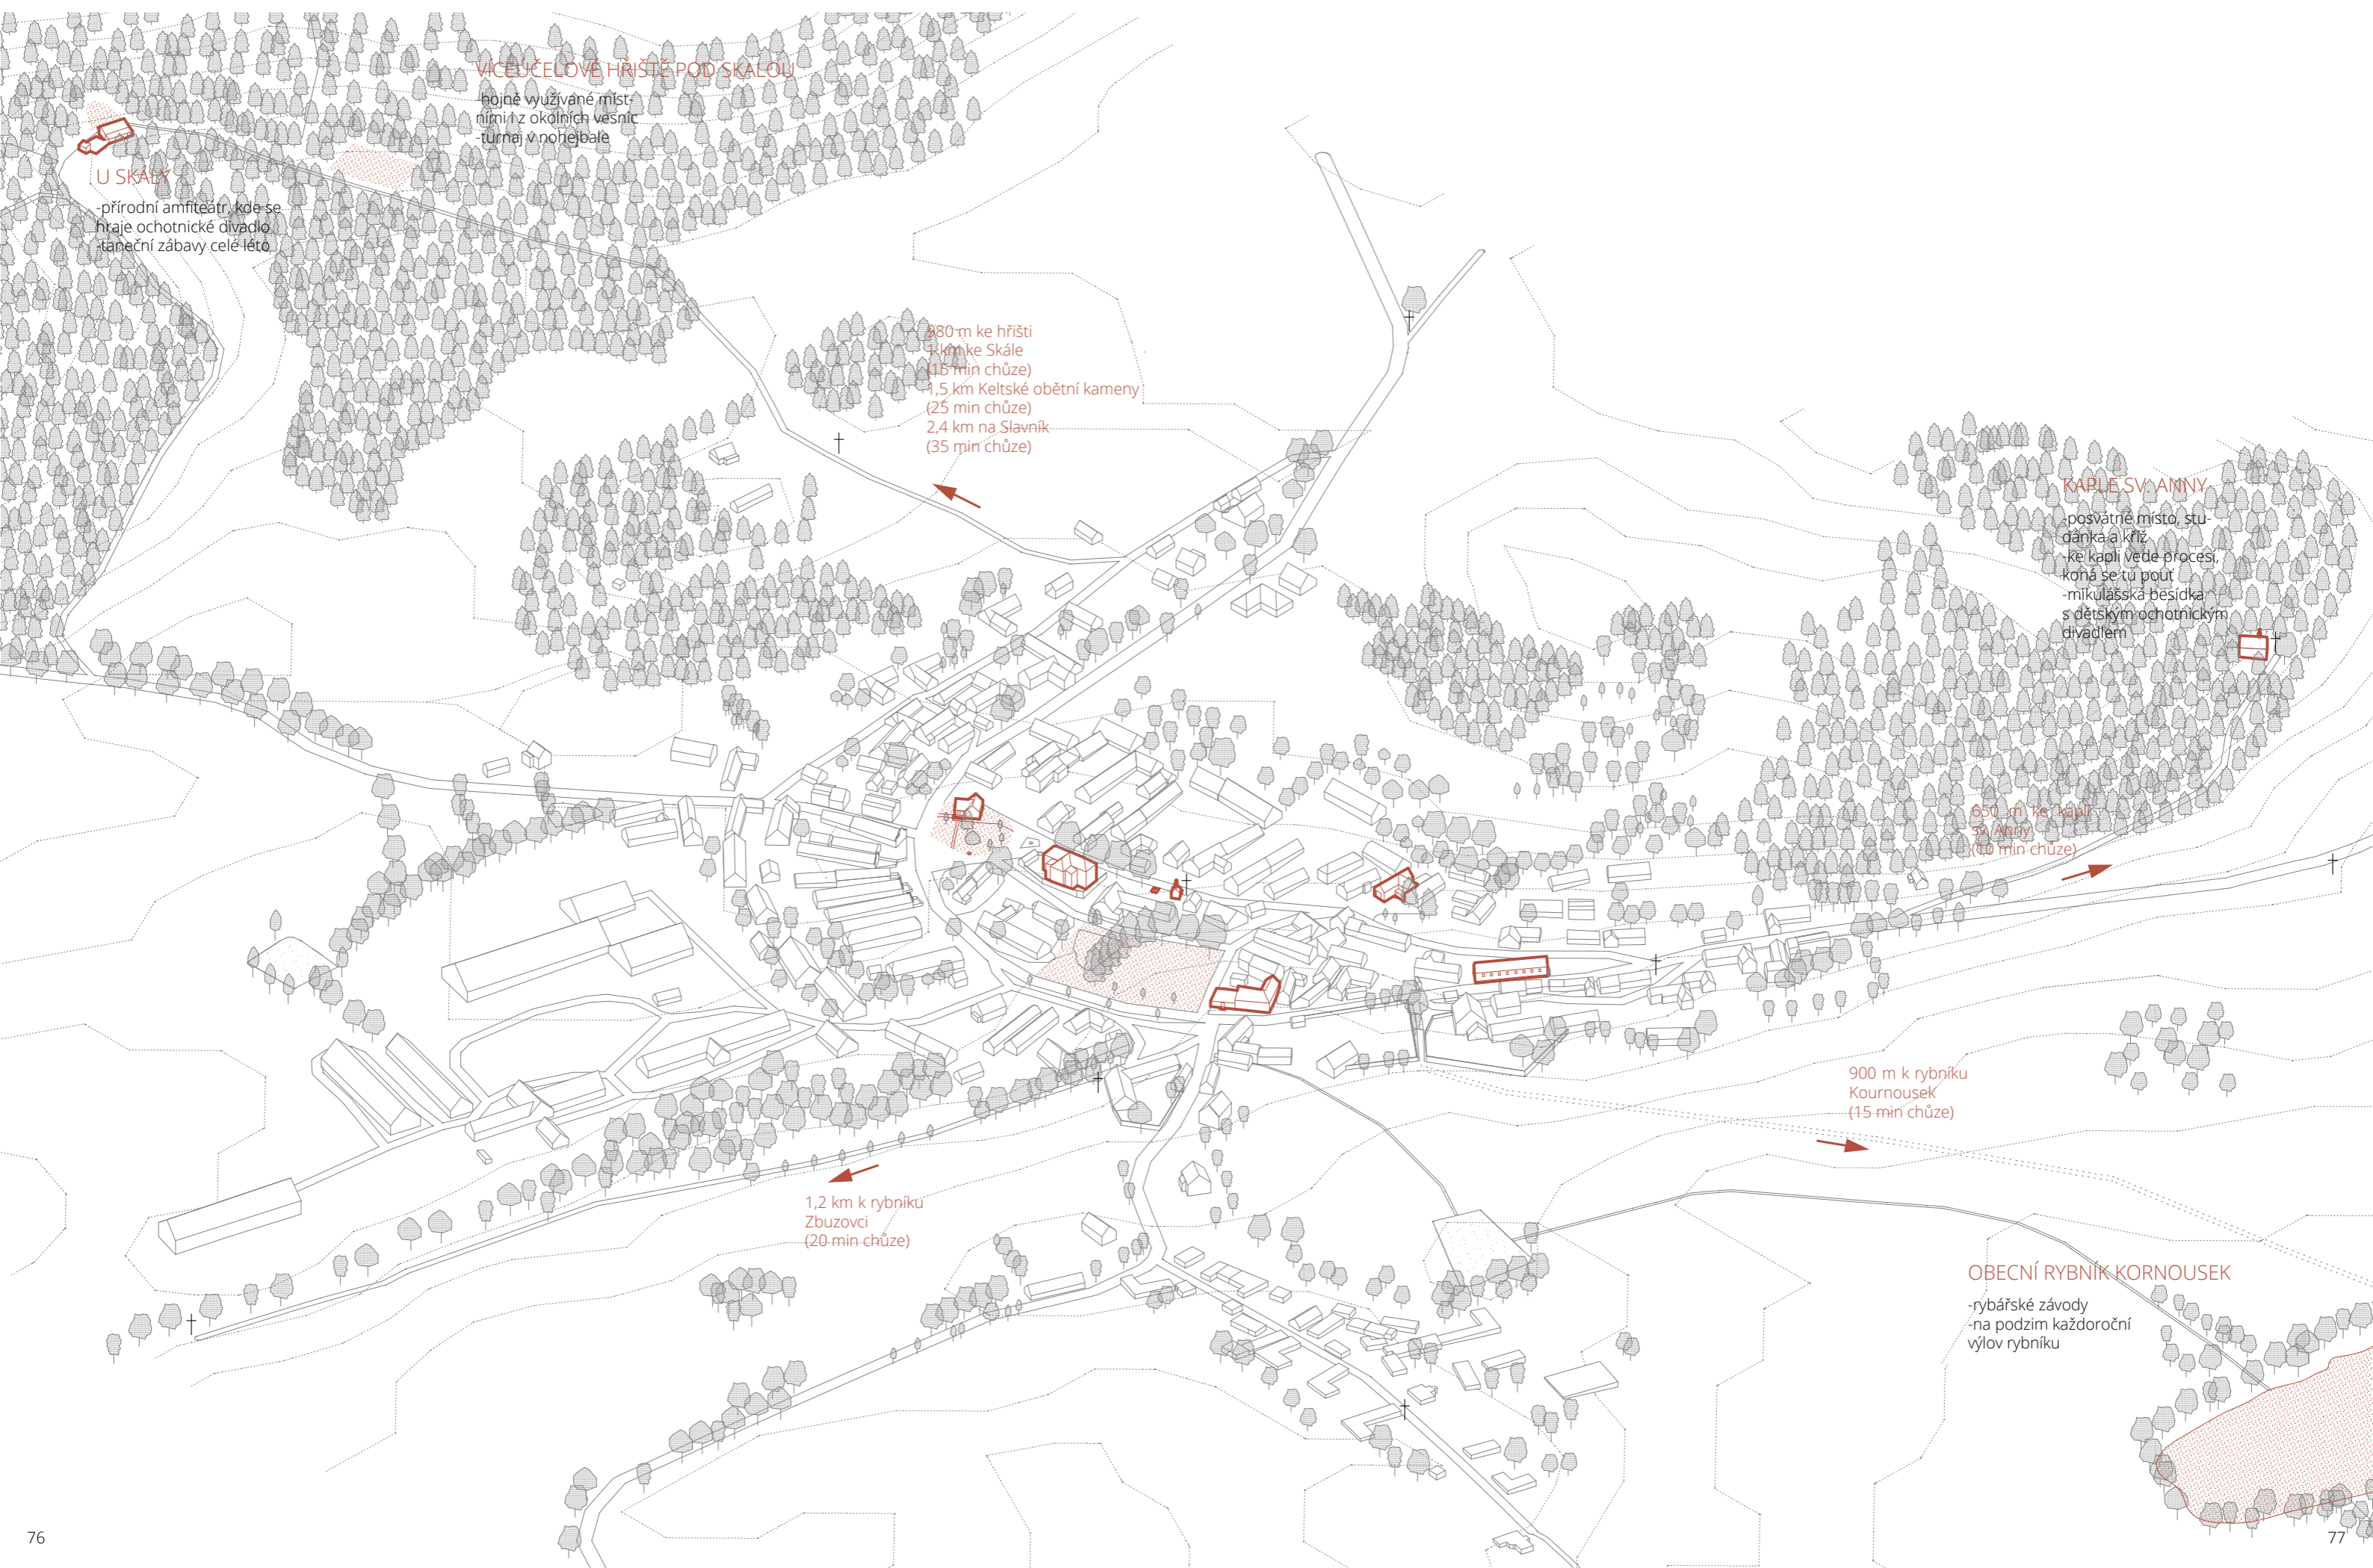 VÍCEÚČELOVÉ HŘIŠTĚ POD SKALOU
-hojně využívané míst-
ními i z okolních vesnic
-turnaj v nohejbale
U SKÁLY
-přírodní amfiteátr, kde se
hraje ochotnické divadlo
-taneční zábavy celé léto
980 m ke hřišti
1 km ke Skále
(15 min chůze)
1,5 km Keltské obětní kameny
(25 min chůze)
2,4 km na Slavník
(35 min chůze)
KAPLE SV. ANNY
-posvátné místo, stu-
dánka a kříž
-ke kapli vede procesí,
koná se tu pouť
-mikulášská besídka
s dětským ochotnickým
divadlem
650 m ke kapli
sv. Anny
(10 min chůze)
900 m k rybníku
Kournousek
(15 min chůze)
1,2 km k rybníku
Zbuzovci
(20 min chůze)
OBECNÍ RYBNÍK KORNOUSEK
-rybářské závody
-na podzim každoroční
výlov rybníku
76
77